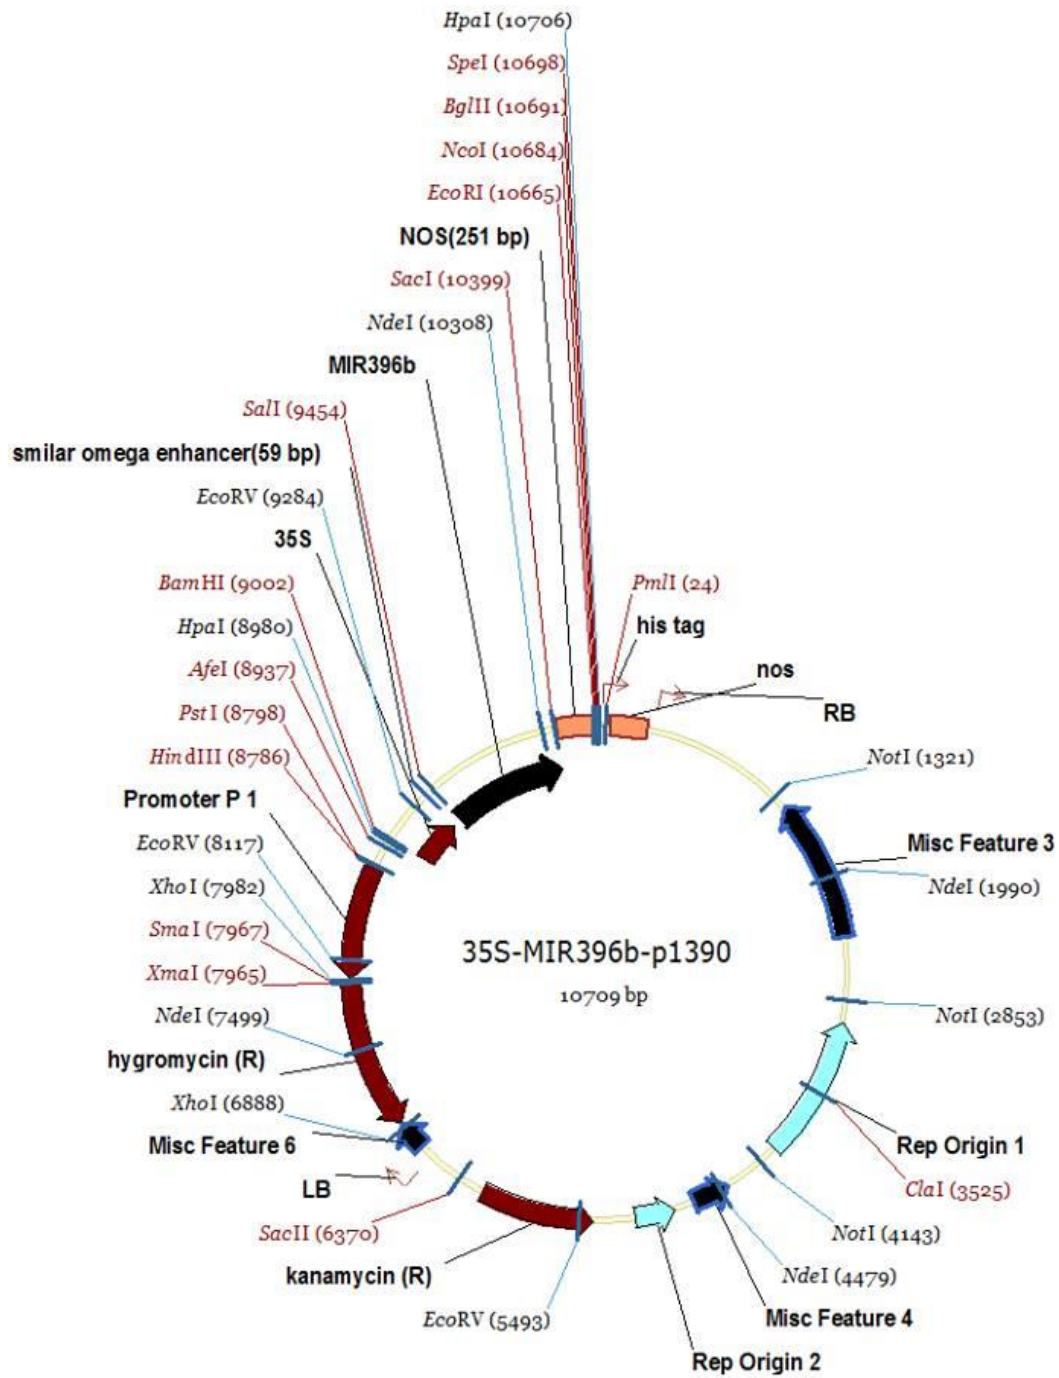 HpaI (10706)
SpeI (10698)
BglII (10691)
NcoI (10684)
EcoRI (10665)
NOS(251 bp)
SacI (10399)
NdeI (10308)
MIR396b
SalI (9454)
smilar omega enhancer(59 bp)
EcoRV (9284)
35S
BamHI (9002)
HpaI (8980)
AfeI (8937)
PstI (8798)
HindIII (8786)
Promoter P 1
EcoRV (8117)
XhoI (7982)
SmaI (7967)
XmaI (7965)
NdeI (7499)
hygromycin (R)
XhoI (6888)
Misc Feature 6
LB
SacII (6370)
kanamycin (R)
EcoRV (5493)
PmlI (24)
his tag
nos
RB
NotI (1321)
Misc Feature 3
NdeI (1990)
NotI (2853)
Rep Origin 1
ClaI (3525)
NotI (4143)
NdeI (4479)
Misc Feature 4
Rep Origin 2
35S-MIR396b-p1390
10709 bp